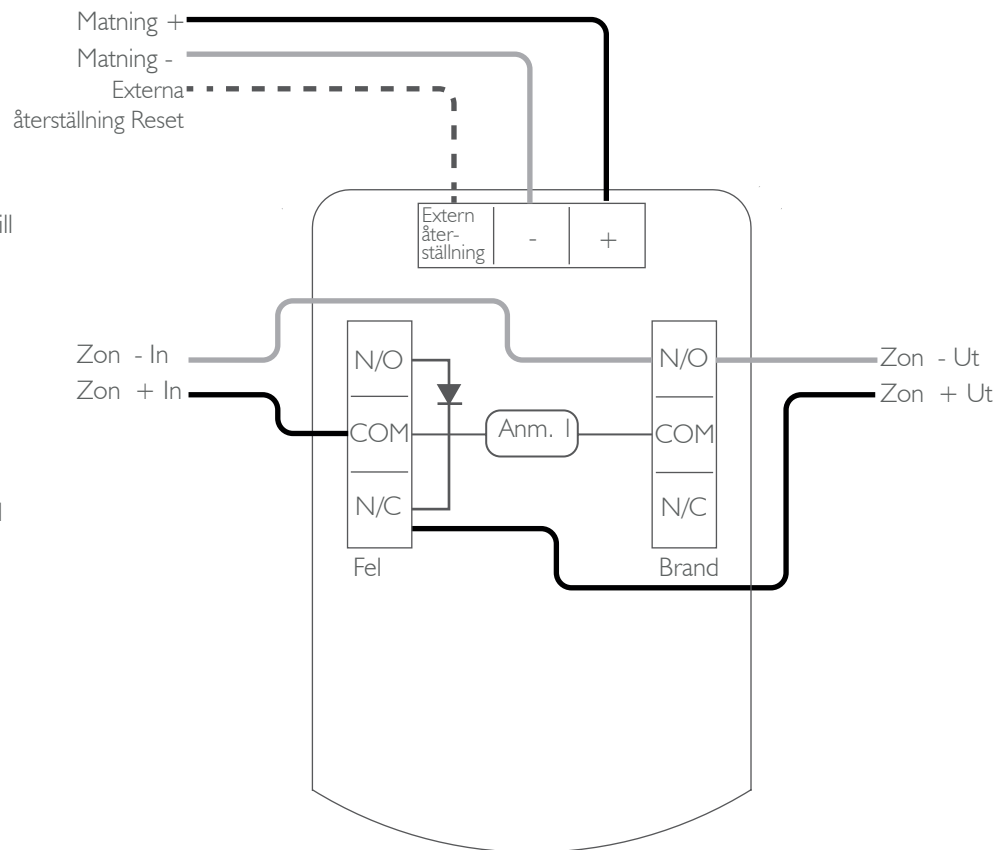 Matning +
Matning -
Externa
återställning Reset
ill
Extern
åter-
ställning
-
+
Zon - In
Zon + In
N/O
COM
N/C
Fel
Anm. 1
N/O
COM
N/C
Brand
Zon - Ut
Zon + Ut